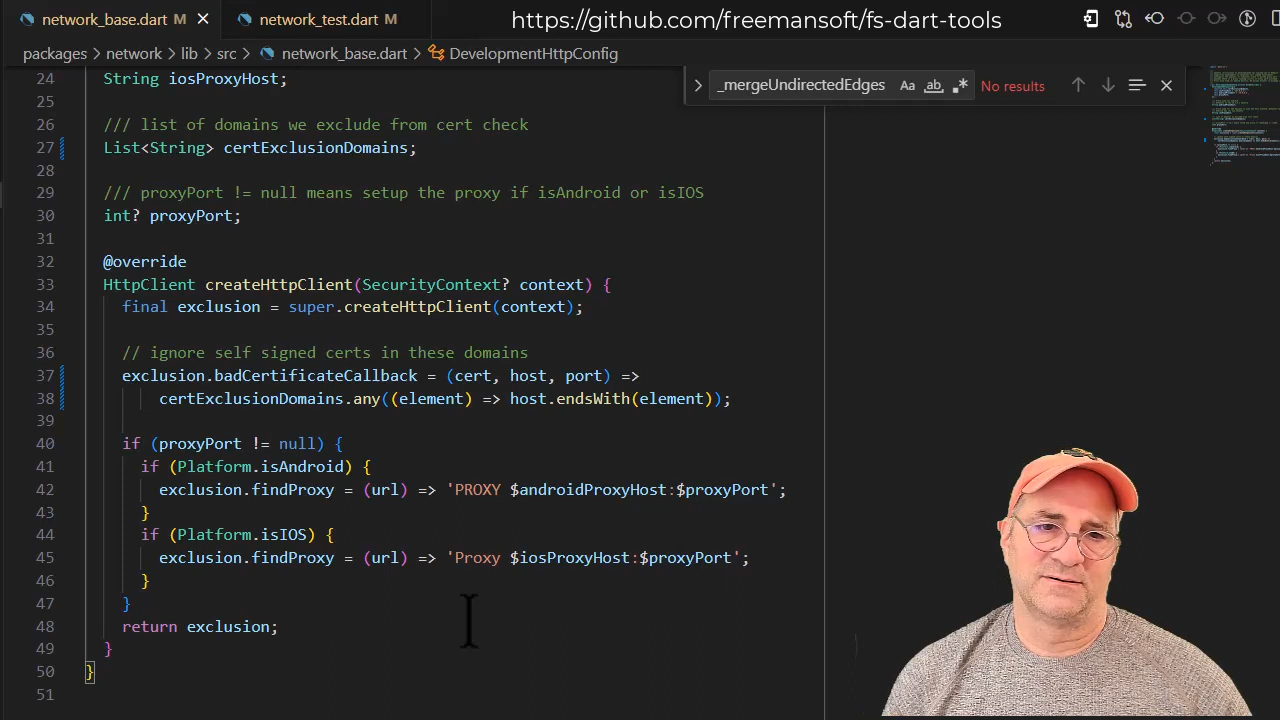 network_base.dart M
network_test.dart M
https://github.com/freemansoft/fs-dart-tools
packages > network > lib > src > network_base.dart > DevelopmentHttpConfig
_mergeUndirectedEdges Aa ab No results
24 String iosProxyHost;
25
26 /// list of domains we exclude from cert check
27 List<String> certExclusionDomains;
28
29 /// proxyPort != null means setup the proxy if isAndroid or isIOS
30 int? proxyPort;
31
32 @override
33 HttpClient createHttpClient(SecurityContext? context) {
34 final exclusion = super.createHttpClient(context);
35
36 // ignore self signed certs in these domains
37 exclusion.badCertificateCallback = (cert, host, port) =>
38 certExclusionDomains.any((element) => host.endsWith(element));
39
40 if (proxyPort != null) {
41 if (Platform.isAndroid) {
42 exclusion.findProxy = (url) => 'PROXY $androidProxyHost:$proxyPort';
43 }
44 if (Platform.isIOS) {
45 exclusion.findProxy = (url) => 'Proxy $iosProxyHost:$proxyPort';
46 }
47 }
48 return exclusion;
49 }
50 }
51